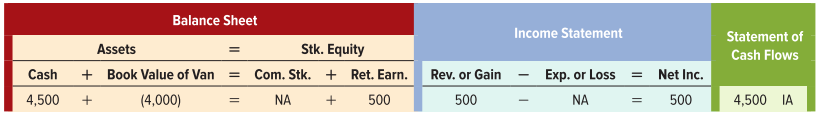 Balance Sheet
Income Statement
Statement of
Cash Flows
Assets = Stk. Equity
Cash + Book Value of Van = Com. Stk. + Ret. Earn. Rev. or Gain − Exp. or Loss = Net Inc.
4,500 + (4,000) = NA + 500 500 − NA = 500 4,500 IA